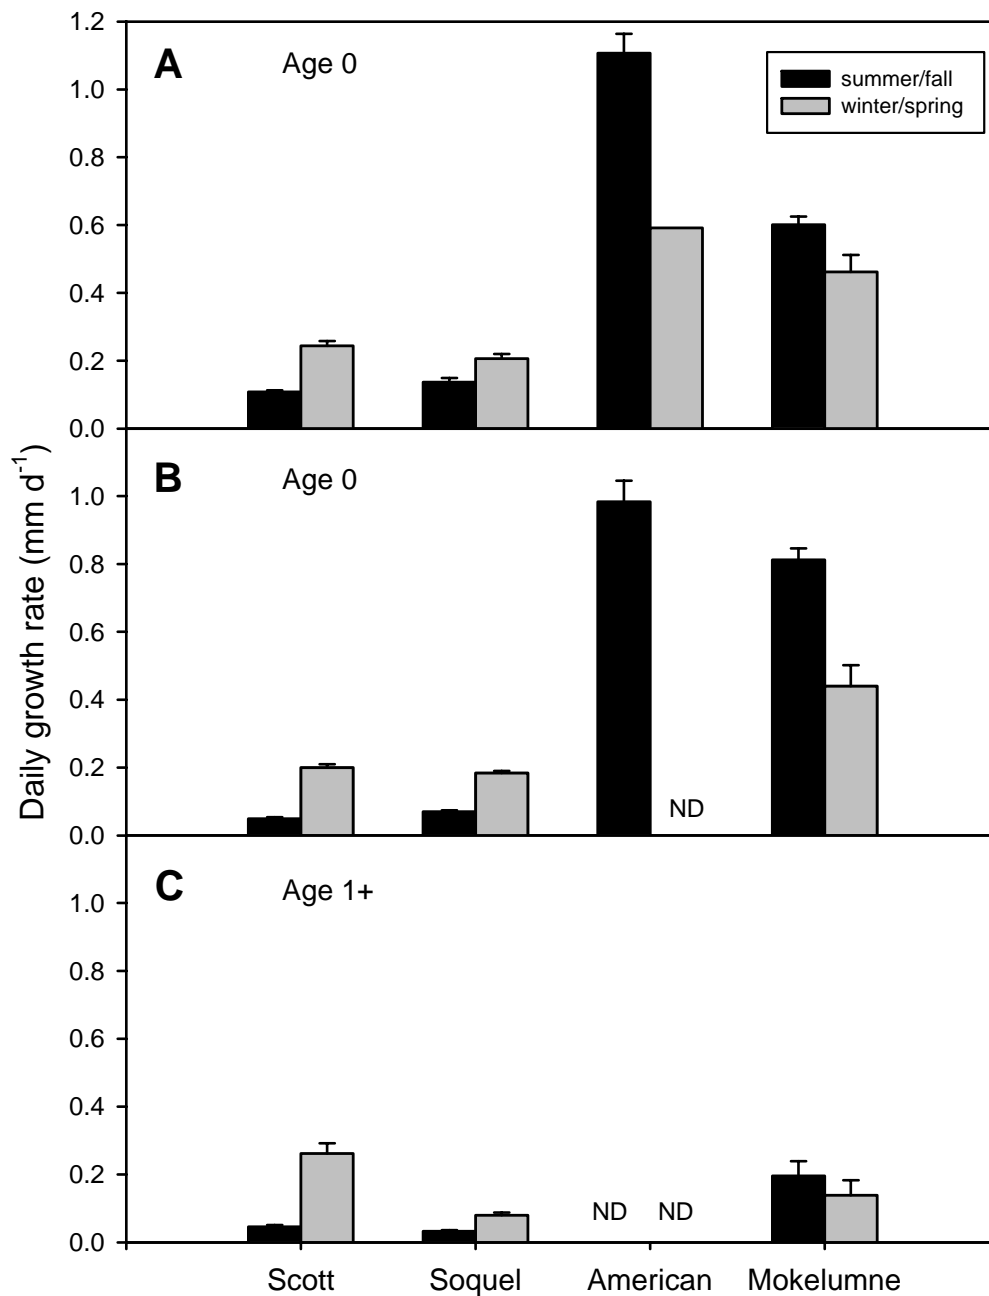 1.2
A Age 0
summer/fall
winter/spring
1.0
0.8
0.6
0.4
0.2
0.0
Daily growth rate (mm d-1)
B Age 0
1.0
0.8
0.6
0.4
0.2
ND
0.0
C Age 1+
1.0
0.8
0.6
0.4
0.2
ND ND
0.0
Scott Soquel American Mokelumne